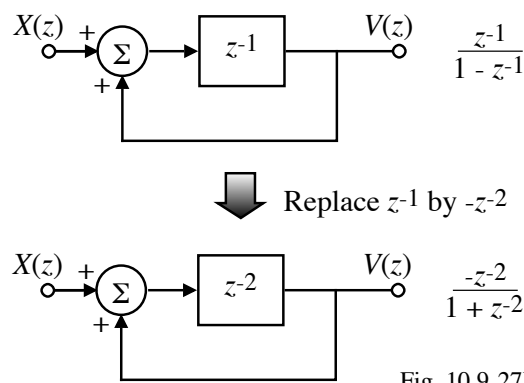 X(z) + Σ + z-1 V(z) z-1 / 1 - z-1
Replace z-1 by -z-2
X(z) + Σ + z-2 V(z) -z-2 / 1 + z-2
Fig. 10.9-27